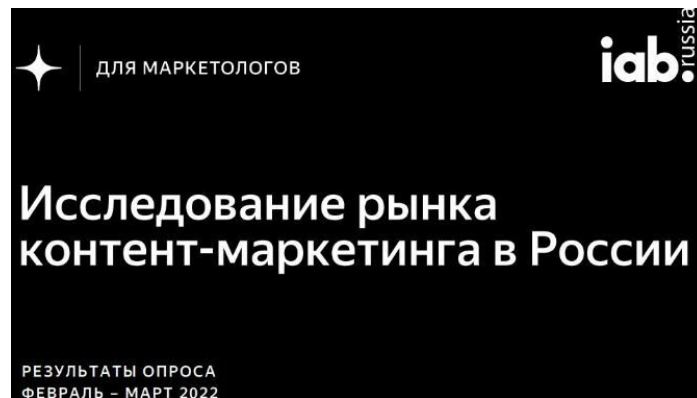 ДЛЯ МАРКЕТОЛОГОВ
iab.russia
Исследование рынка
контент-маркетинга в России
РЕЗУЛЬТАТЫ ОПРОСА
ФЕВРАЛЬ – МАРТ 2022